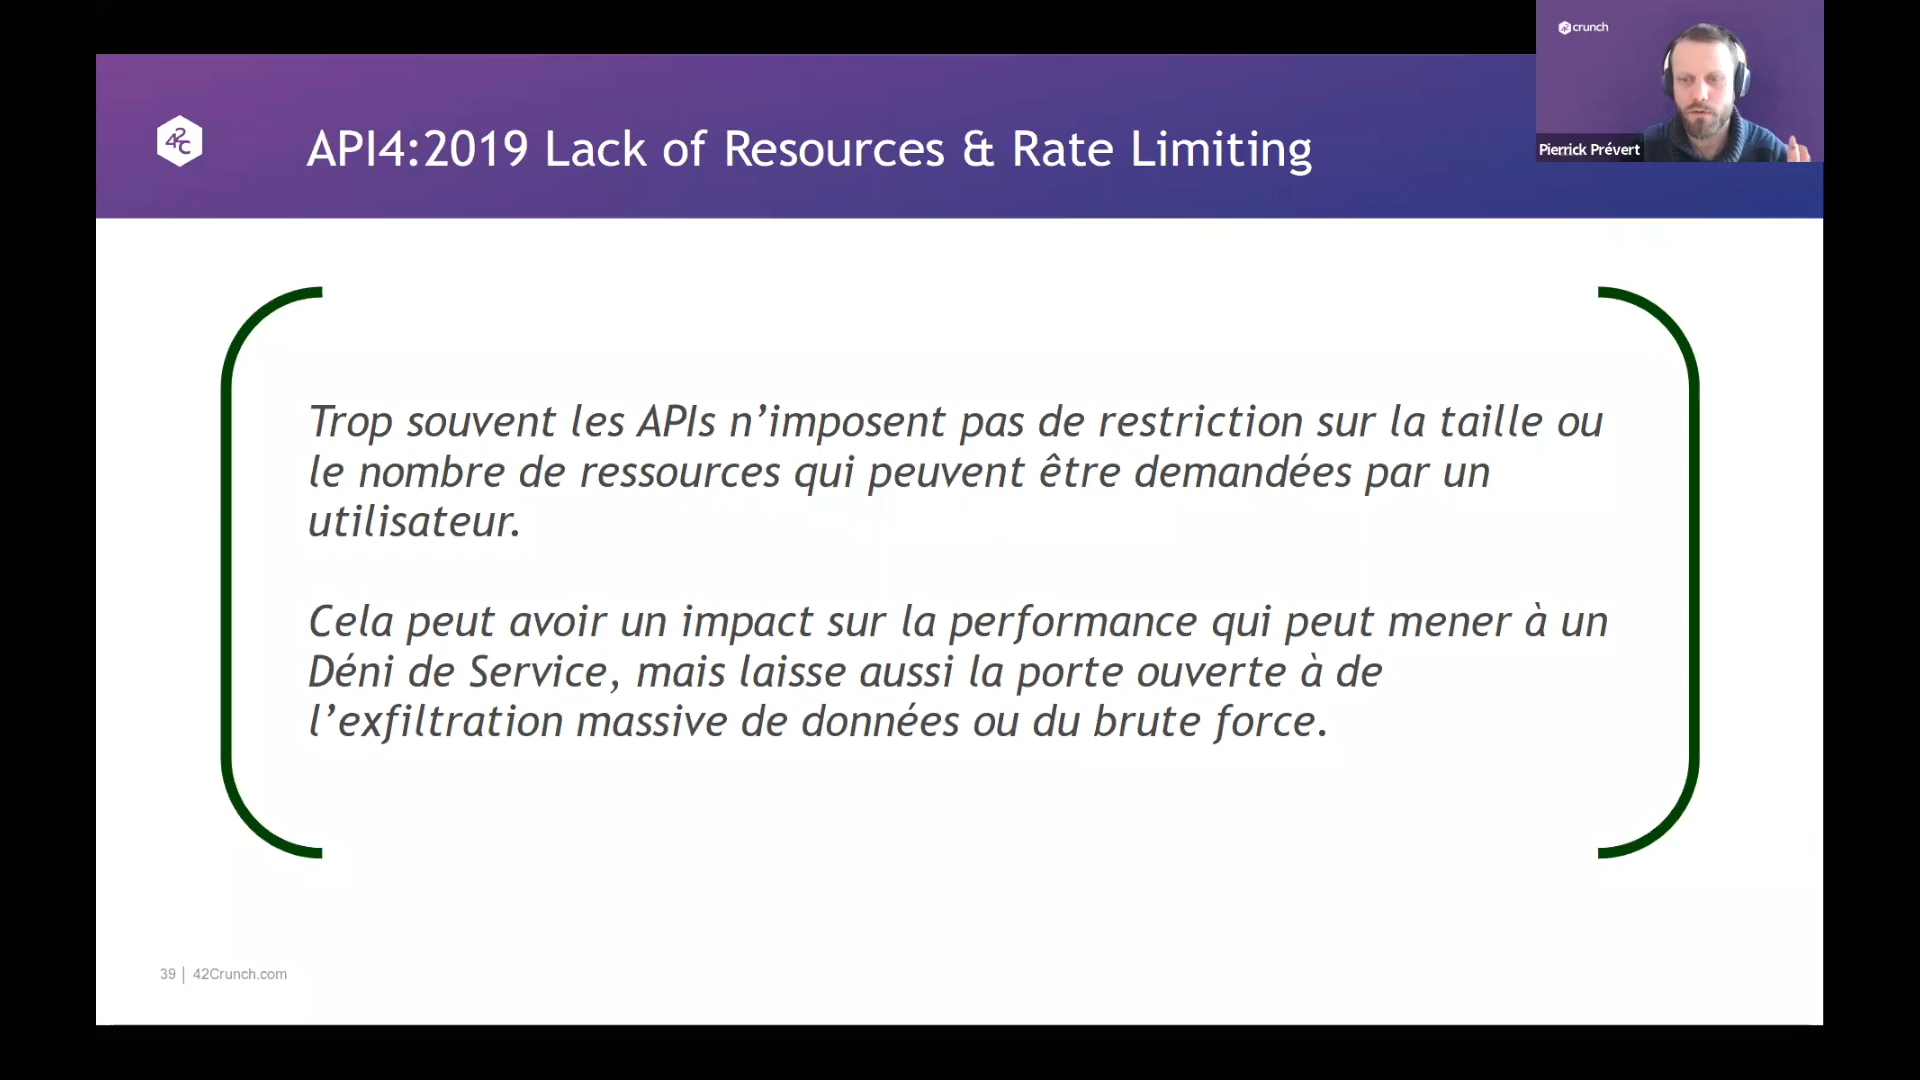 crunch
Pierrick Prévert
42C
API4:2019 Lack of Resources & Rate Limiting
Trop souvent les APIs n’imposent pas de restriction sur la taille ou
le nombre de ressources qui peuvent être demandées par un
utilisateur.
Cela peut avoir un impact sur la performance qui peut mener à un
Déni de Service, mais laisse aussi la porte ouverte à de
l’exfiltration massive de données ou du brute force.
39 | 42Crunch.com